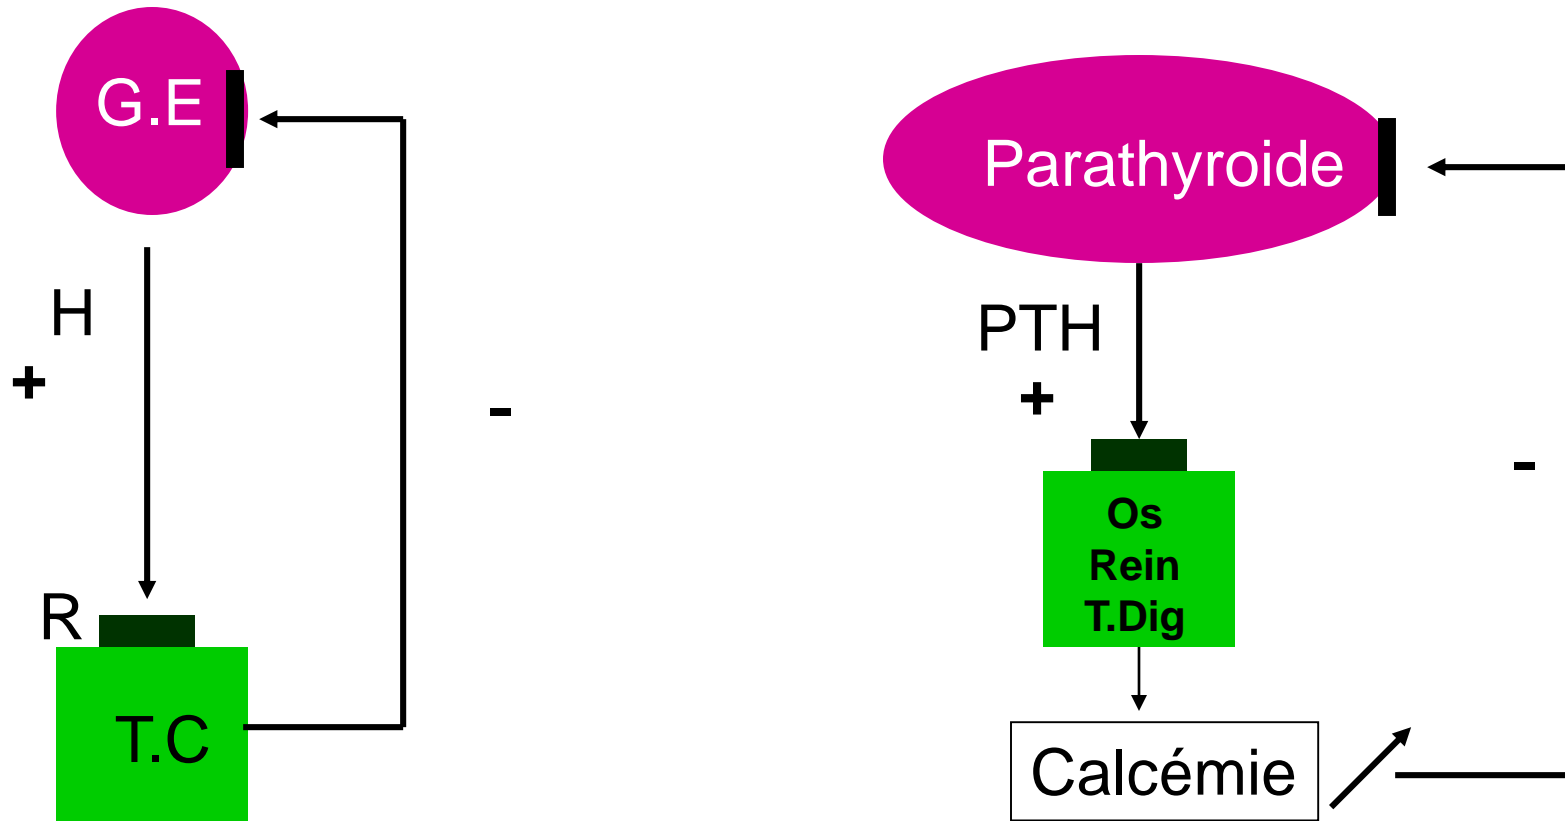 G.E
H
+
-
R
T.C
Parathyroide
PTH
+
-
Os
Rein
T.Dig
Calcémie